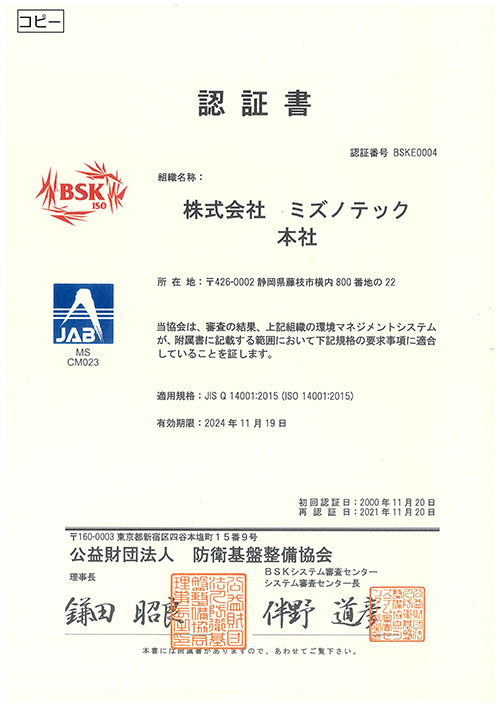 コピー
認証書
認証番号 BSKE0004
BSK
ISO
組織名称：
株式会社 ミズノテック
本社
所在地：〒426-0002 静岡県藤枝市横内 800 番地の 22
JAB
MS
CM023
当協会は、審査の結果、上記組織の環境マネジメントシステム
が、附属書に記載する範囲において下記規格の要求事項に適合
していることを証します。
適用規格：JIS Q 14001:2015 (ISO 14001:2015)
有効期限：2024 年 11 月 19 日
初回認証日：2000 年 11 月 20 日
再認証日：2021 年 11 月 20 日
〒160-0003 東京都新宿区四谷本塩町１５番９号
公益財団法人 防衛基盤整備協会
理事長
ＢＳＫシステム審査センター
システム審査センター長
鎌田 昭良
伴野 道彦
本書には附属書がありますので、あわせてご覧下さい。